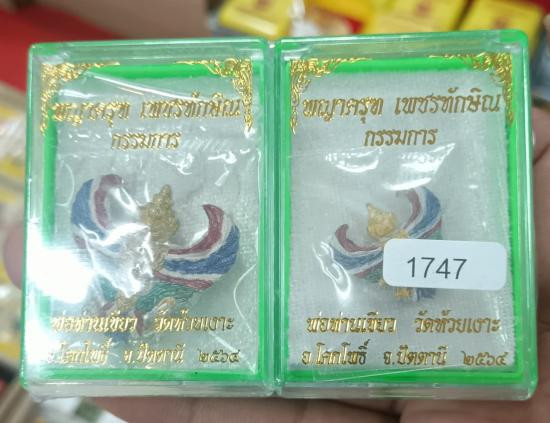 พญาครุฑ เพชรทักษิณ
กรรมการ
พ่อท่านเขียว วัดห้วยเงาะ
อ.โคกโพธิ์ จ.ปัตตานี ๒๕๖๔
พญาครุฑ เพชรทักษิณ
กรรมการ
1747
พ่อท่านเขียว วัดห้วยเงาะ
อ.โคกโพธิ์ จ.ปัตตานี ๒๕๖๔